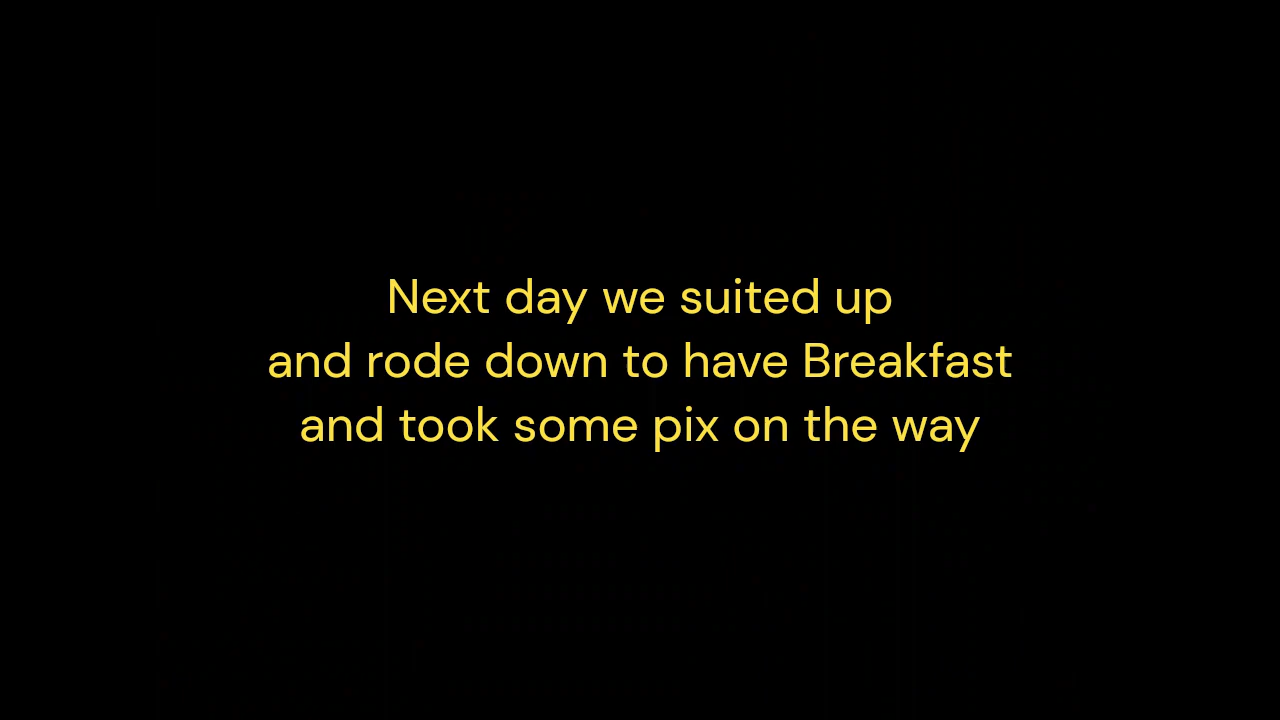 Next day we suited up
and rode down to have Breakfast
and took some pix on the way